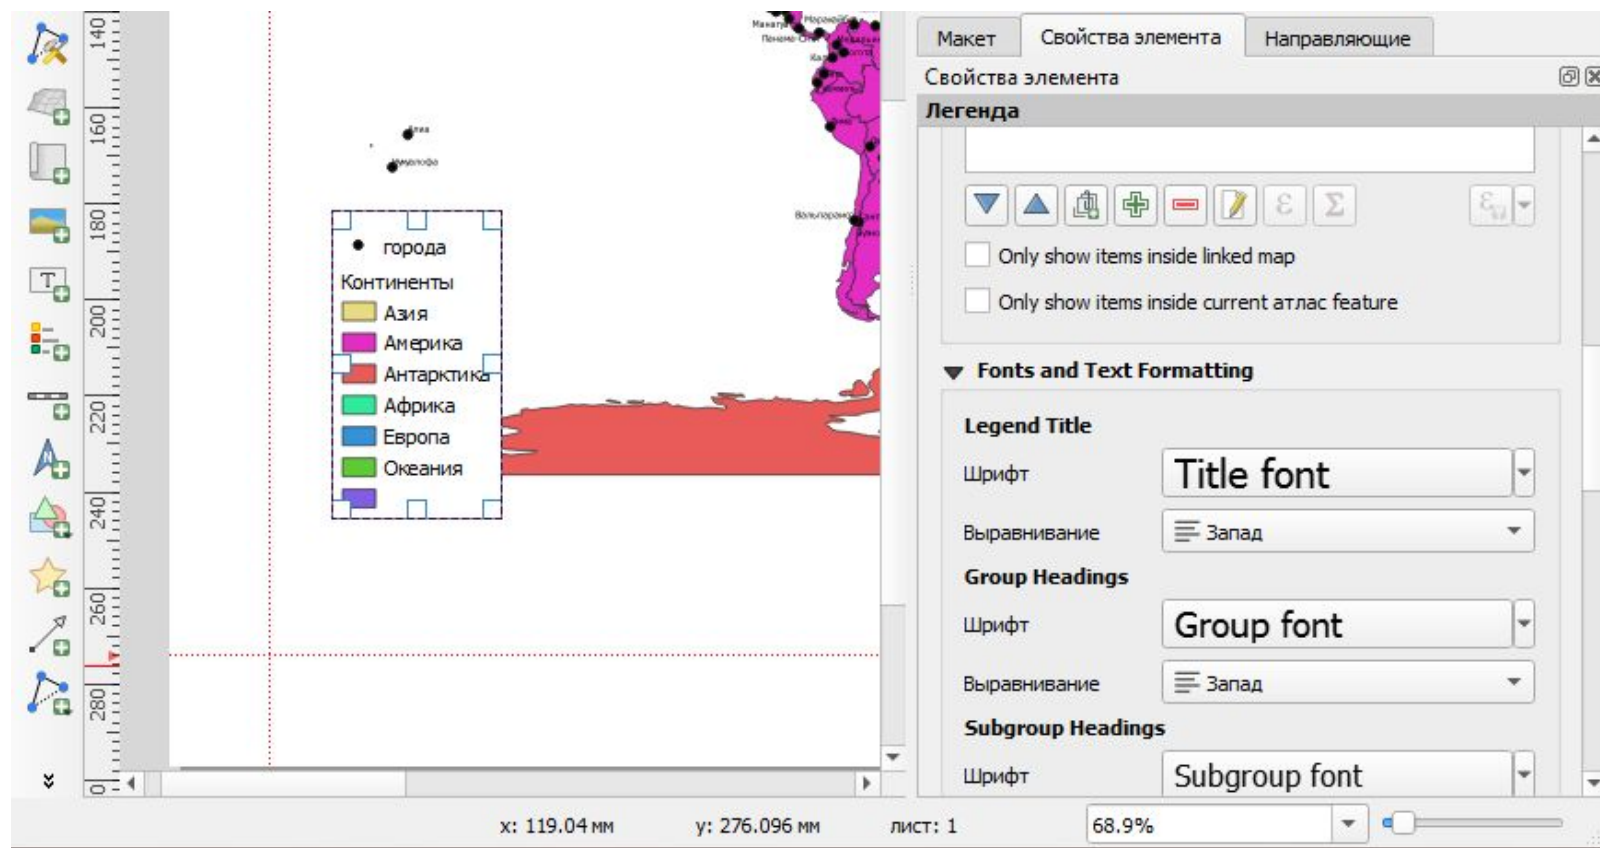 Макет
Свойства элемента
Направляющие
Свойства элемента
Легенда
Only show items inside linked map
Only show items inside current атлас feature
Fonts and Text Formatting
Legend Title
Шрифт
Title font
Выравнивание
Запад
Group Headings
Шрифт
Group font
Выравнивание
Запад
Subgroup Headings
Шрифт
Subgroup font
140
160
180
200
220
240
260
280
города
Континенты
Азия
Америка
Антарктика
Африка
Европа
Океания
x: 119.04 мм
y: 276.096 мм
лист: 1
68.9%